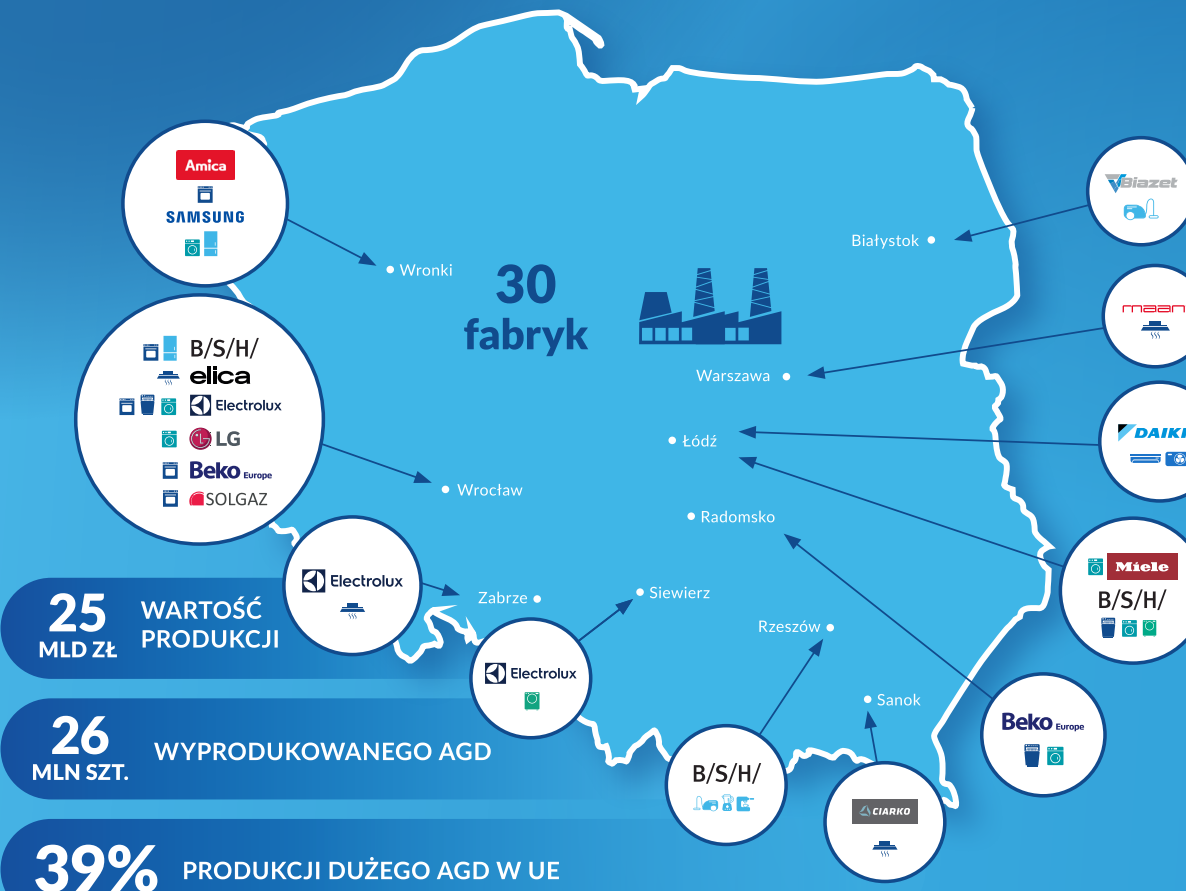 Amica
SAMSUNG
Wronki
30
fabryk
Białystok
Biazet
maan
Warszawa
B/S/H/
elica
Electrolux
LG
Beko Europe
SOLGAZ
Wrocław
Łódź
DAIKI
Radomsko
Miele
B/S/H/
Electrolux
Zabrze
Siewierz
Rzeszów
Electrolux
Sanok
Beko Europe
B/S/H/
CIARKO
25
MLD ZŁ
WARTOŚĆ
PRODUKCJI
26
MLN SZT.
WYPRODUKOWANEGO AGD
39%
PRODUKCJI DUŻEGO AGD W UE